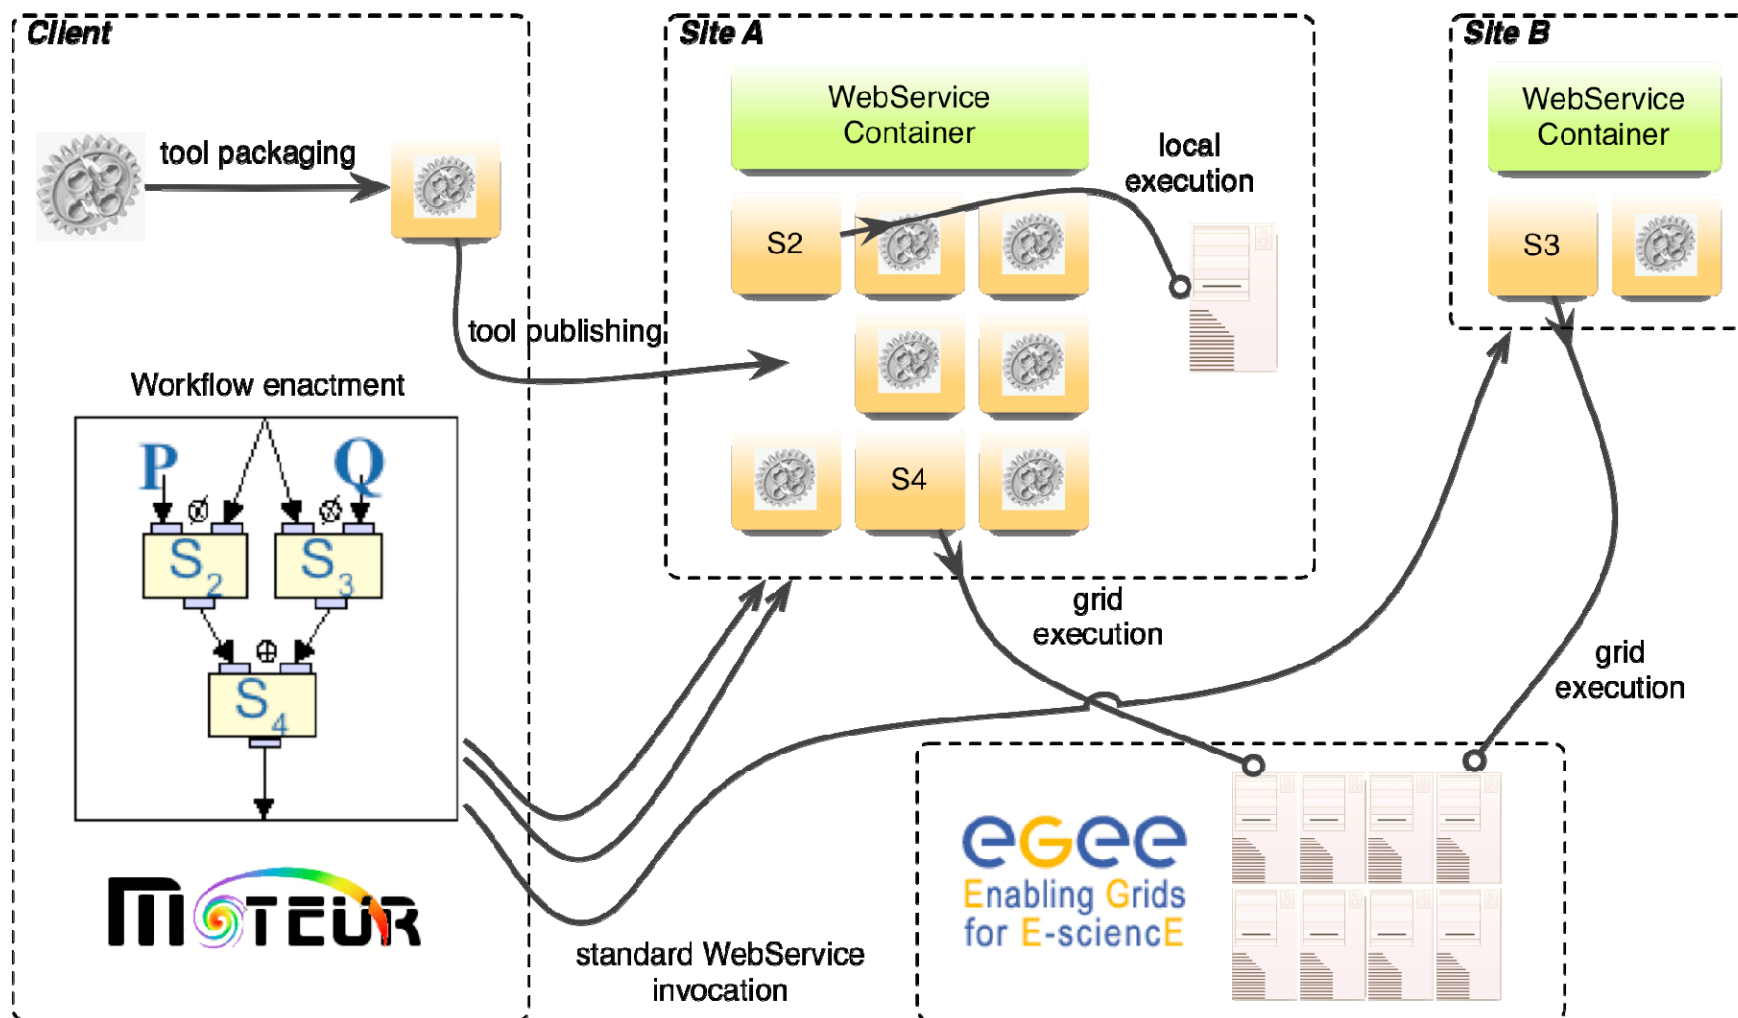 Client
Site A
Site B
WebService
Container
WebService
Container
tool packaging
local
execution
S2
S3
tool publishing
Workflow enactment
P
Q
S2
S3
S4
S4
grid
execution
grid
execution
MOTEUR
egee
Enabling Grids
for E-sciencE
standard WebService
invocation